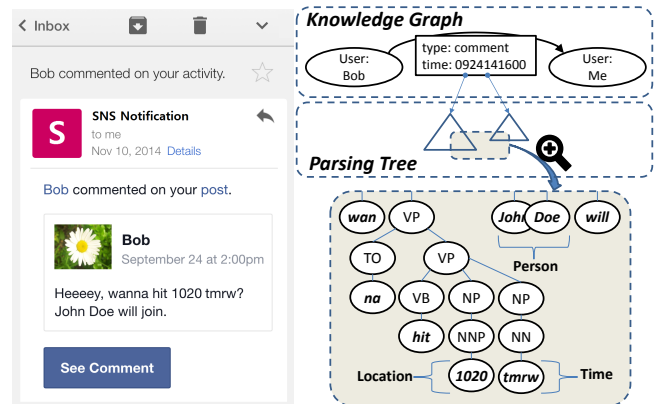 Inbox
Bob commented on your activity.
S
SNS Notification
to me
Nov 10, 2014 Details
Bob commented on your post.
Bob
September 24 at 2:00pm
Heeeey, wanna hit 1020 tmrw?
John Doe will join.
See Comment
Knowledge Graph
User:
Bob
type: comment
time: 0924141600
User:
Me
Parsing Tree
wan VP John Doe will
TO VP Person
na VB NP NP
hit NNP NN
Location 1020 tmrw Time